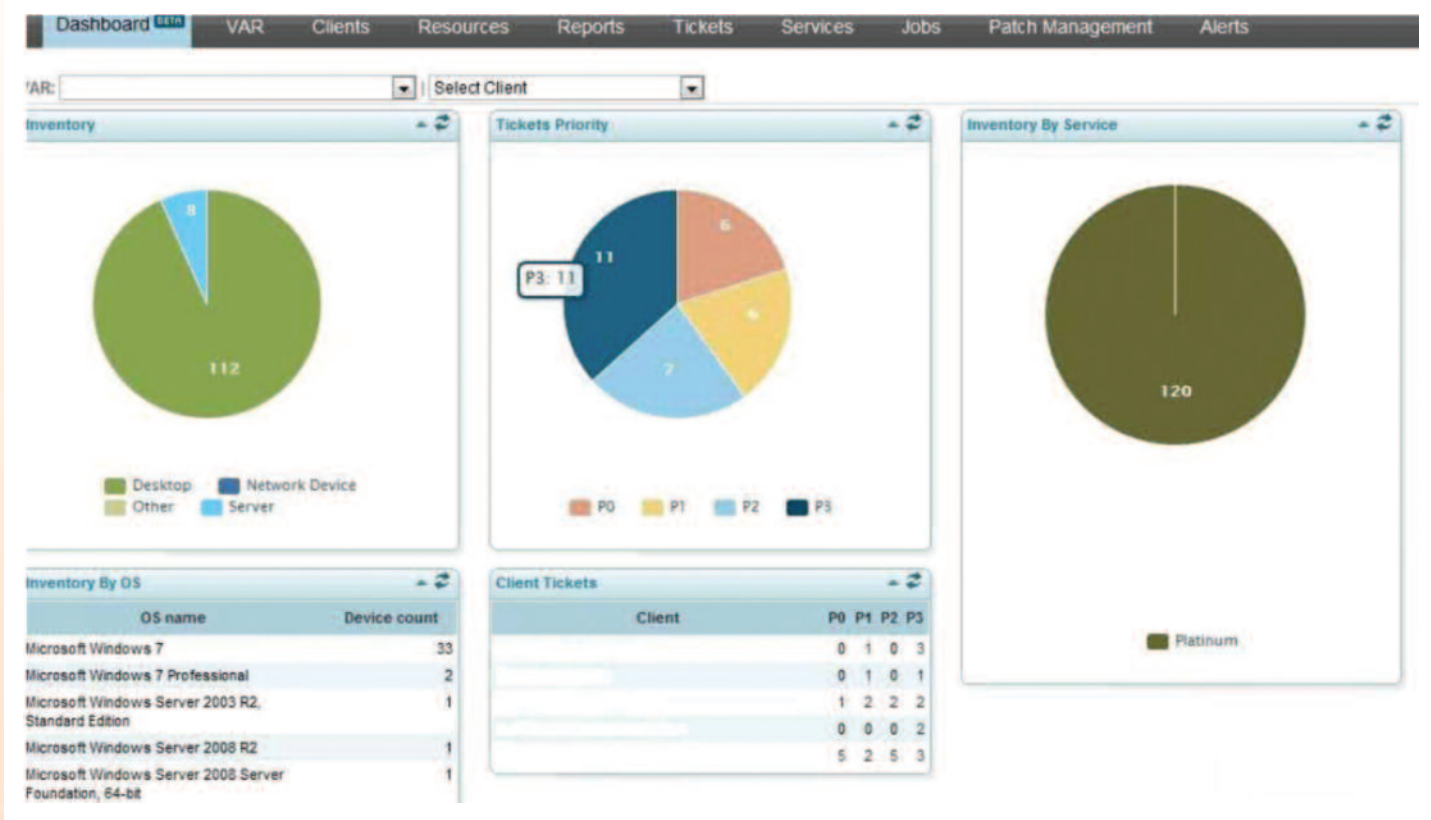 Dashboard BETA VAR Clients Resources Reports Tickets Services Jobs Patch Management Alerts
VAR: | Select Client
Inventory
8
112
Desktop Network Device
Other Server
Tickets Priority
6
11
P3: 11
6
7
P0 P1 P2 P3
Inventory By Service
120
Platinum
Inventory By OS
OS name Device count
Microsoft Windows 7 33
Microsoft Windows 7 Professional 2
Microsoft Windows Server 2003 R2, 1
Standard Edition
Microsoft Windows Server 2008 R2 1
Microsoft Windows Server 2008 Server 1
Foundation, 64-bit
Client Tickets
Client P0 P1 P2 P3
0 1 0 3
0 1 0 1
1 2 2 2
0 0 0 2
5 2 5 3